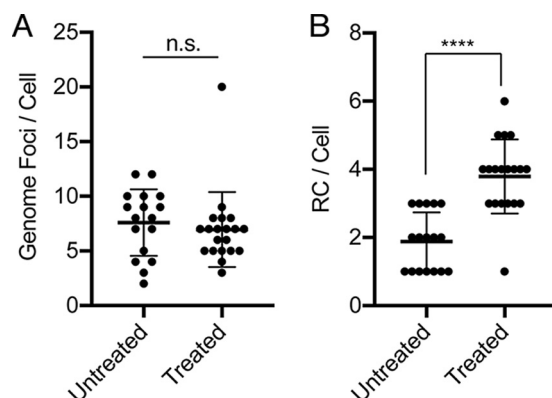 A
Genome Foci / Cell
25
20
15
10
5
0
n.s.
Untreated
Treated
B
RC / Cell
8
6
4
2
0
****
Untreated
Treated